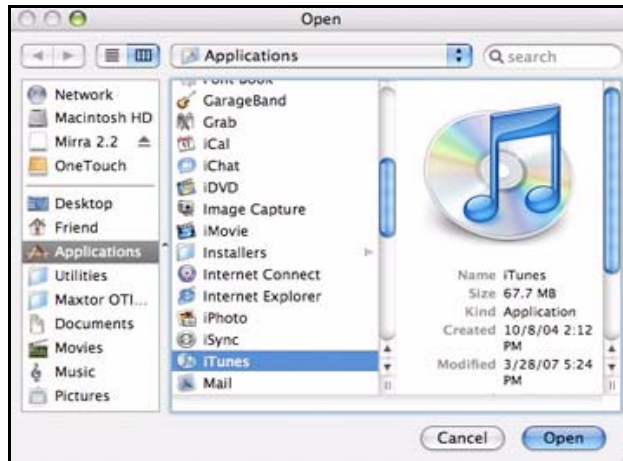 Open
Applications
search
Network
Macintosh HD
Mirra 2.2
OneTouch
Desktop
Friend
Applications
Utilities
Maxtor OTI...
Documents
Movies
Music
Pictures
Font Book
GarageBand
Grab
iCal
iChat
iDVD
Image Capture
iMovie
Installers
Internet Connect
Internet Explorer
iPhoto
iSync
iTunes
Mail
Name iTunes
Size 67.7 MB
Kind Application
Created 10/8/04 2:12
PM
Modified 3/28/07 5:24
PM
Cancel
Open